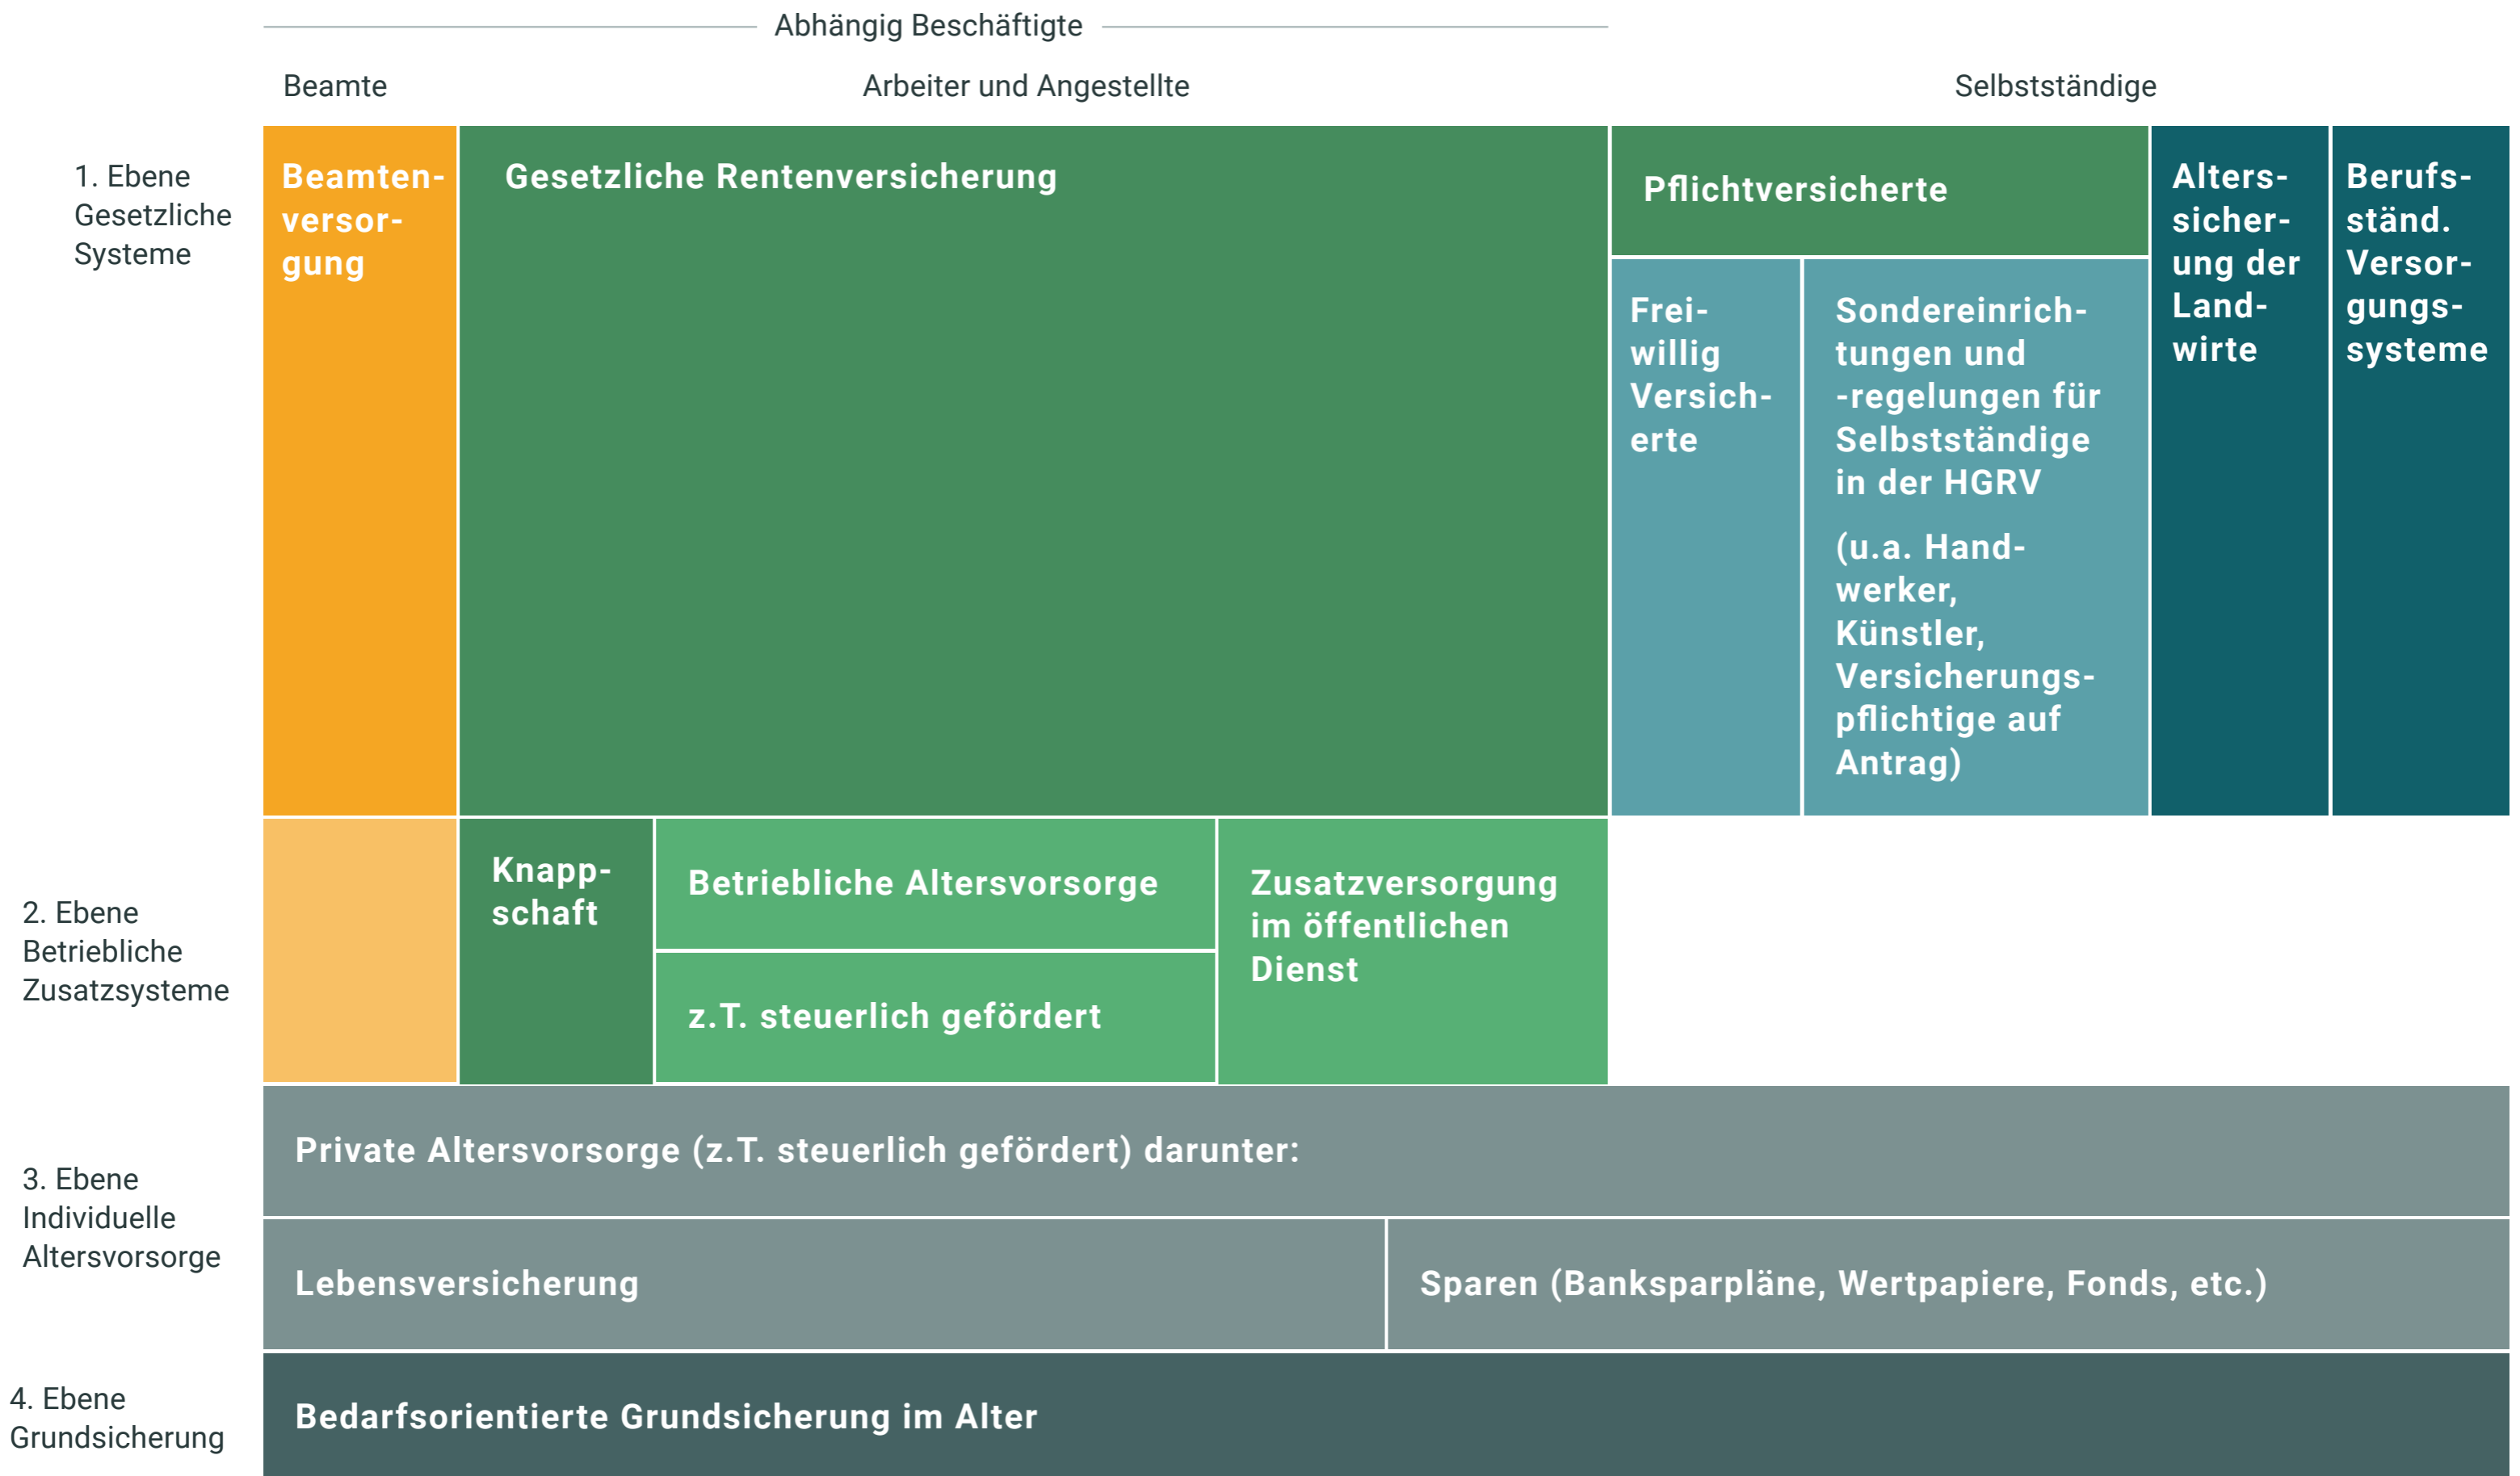 Abhängig Beschäftigte
Beamte
Arbeiter und Angestellte
Selbstständige
1. Ebene
Gesetzliche
Systeme
Beamten-
versor-
gung
Gesetzliche Rentenversicherung
Pflichtversicherte
Frei-
willig
Versich-
erte
Sondereinrich-
tungen und
-regelungen für
Selbstständige
in der HGRV
(u.a. Hand-
werker,
Künstler,
Versicherungs-
pflichtige auf
Antrag)
Alters-
sicher-
ung der
Land-
wirte
Berufs-
ständ.
Versor-
gungs-
systeme
2. Ebene
Betriebliche
Zusatzsysteme
Knapp-
schaft
Betriebliche Altersvorsorge
z.T. steuerlich gefördert
Zusatzversorgung
im öffentlichen
Dienst
3. Ebene
Individuelle
Altersvorsorge
Private Altersvorsorge (z.T. steuerlich gefördert) darunter:
Lebensversicherung
Sparen (Banksparpläne, Wertpapiere, Fonds, etc.)
4. Ebene
Grundsicherung
Bedarfsorientierte Grundsicherung im Alter